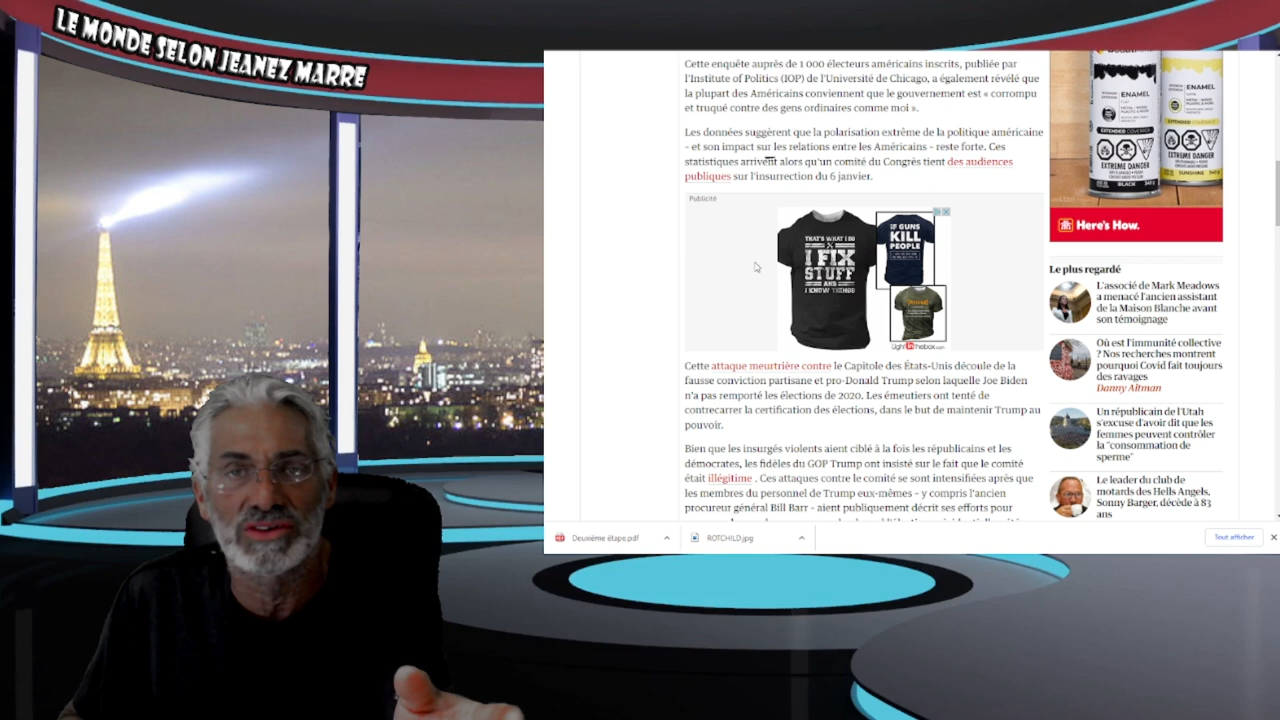 LE MONDE SELON JEANEZ MARRE
Cette enquête auprès de 1 000 électeurs américains inscrits, publiée par
l'Institute of Politics (IOP) de l'Université de Chicago, a également révélé que
la plupart des Américains conviennent que le gouvernement est « corrompu
et truqué contre des gens ordinaires comme moi ».
Les données suggèrent que la polarisation extrême de la politique américaine
- et son impact sur les relations entre les Américains - reste forte. Ces
statistiques arrivent alors qu'un comité du Congrès tient des audiences
publiques sur l'insurrection du 6 janvier.
Publicité
THAT'S WHAT I DO
I FIX
STUFF
AND
I KNOW THINGS
IF GUNS
KILL
PEOPLE
LightInTheBox.com
Cette attaque meurtrière contre le Capitole des États-Unis découle de la
fausse conviction partisane et pro-Donald Trump selon laquelle Joe Biden
n'a pas remporté les élections de 2020. Les émeutiers ont tenté de
contrecarrer la certification des élections, dans le but de maintenir Trump au
pouvoir.
Bien que les insurgés violents aient ciblé à la fois les républicains et les
démocrates, les fidèles du GOP Trump ont insisté sur le fait que le comité
était illégitime . Ces attaques contre le comité se sont intensifiées après que
les membres du personnel de Trump eux-mêmes - y compris l'ancien
procureur général Bill Barr - aient publiquement décrit ses efforts pour
ENAMEL
EXTENDED COVERAGE
EXTREME DANGER
BLACK
340 g
ENAMEL
EXTREME DANGER
SUNSHINE
340 g
Here's How.
Le plus regardé
L'associé de Mark Meadows
a menacé l'ancien assistant
de la Maison Blanche avant
son témoignage
Où est l'immunité collective
? Nos recherches montrent
pourquoi Covid fait toujours
des ravages
Danny Altman
Un républicain de l'Utah
s'excuse d'avoir dit que les
femmes peuvent contrôler
la "consommation de
sperme"
Le leader du club de
motards des Hells Angels,
Sonny Barger, décède à 83
ans
Deuxième étape.pdf
ROTCHILD.jpg
Tout afficher